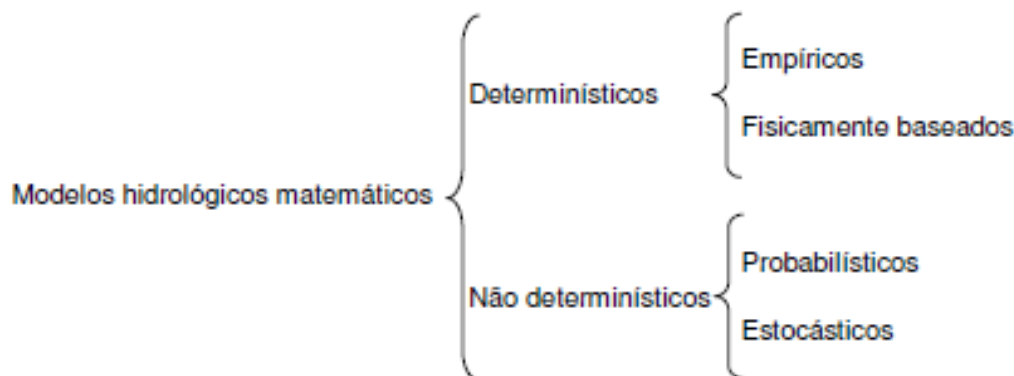 Modelos hidrológicos matemáticos
Determinísticos
Empíricos
Fisicamente baseados
Não determinísticos
Probabilísticos
Estocásticos